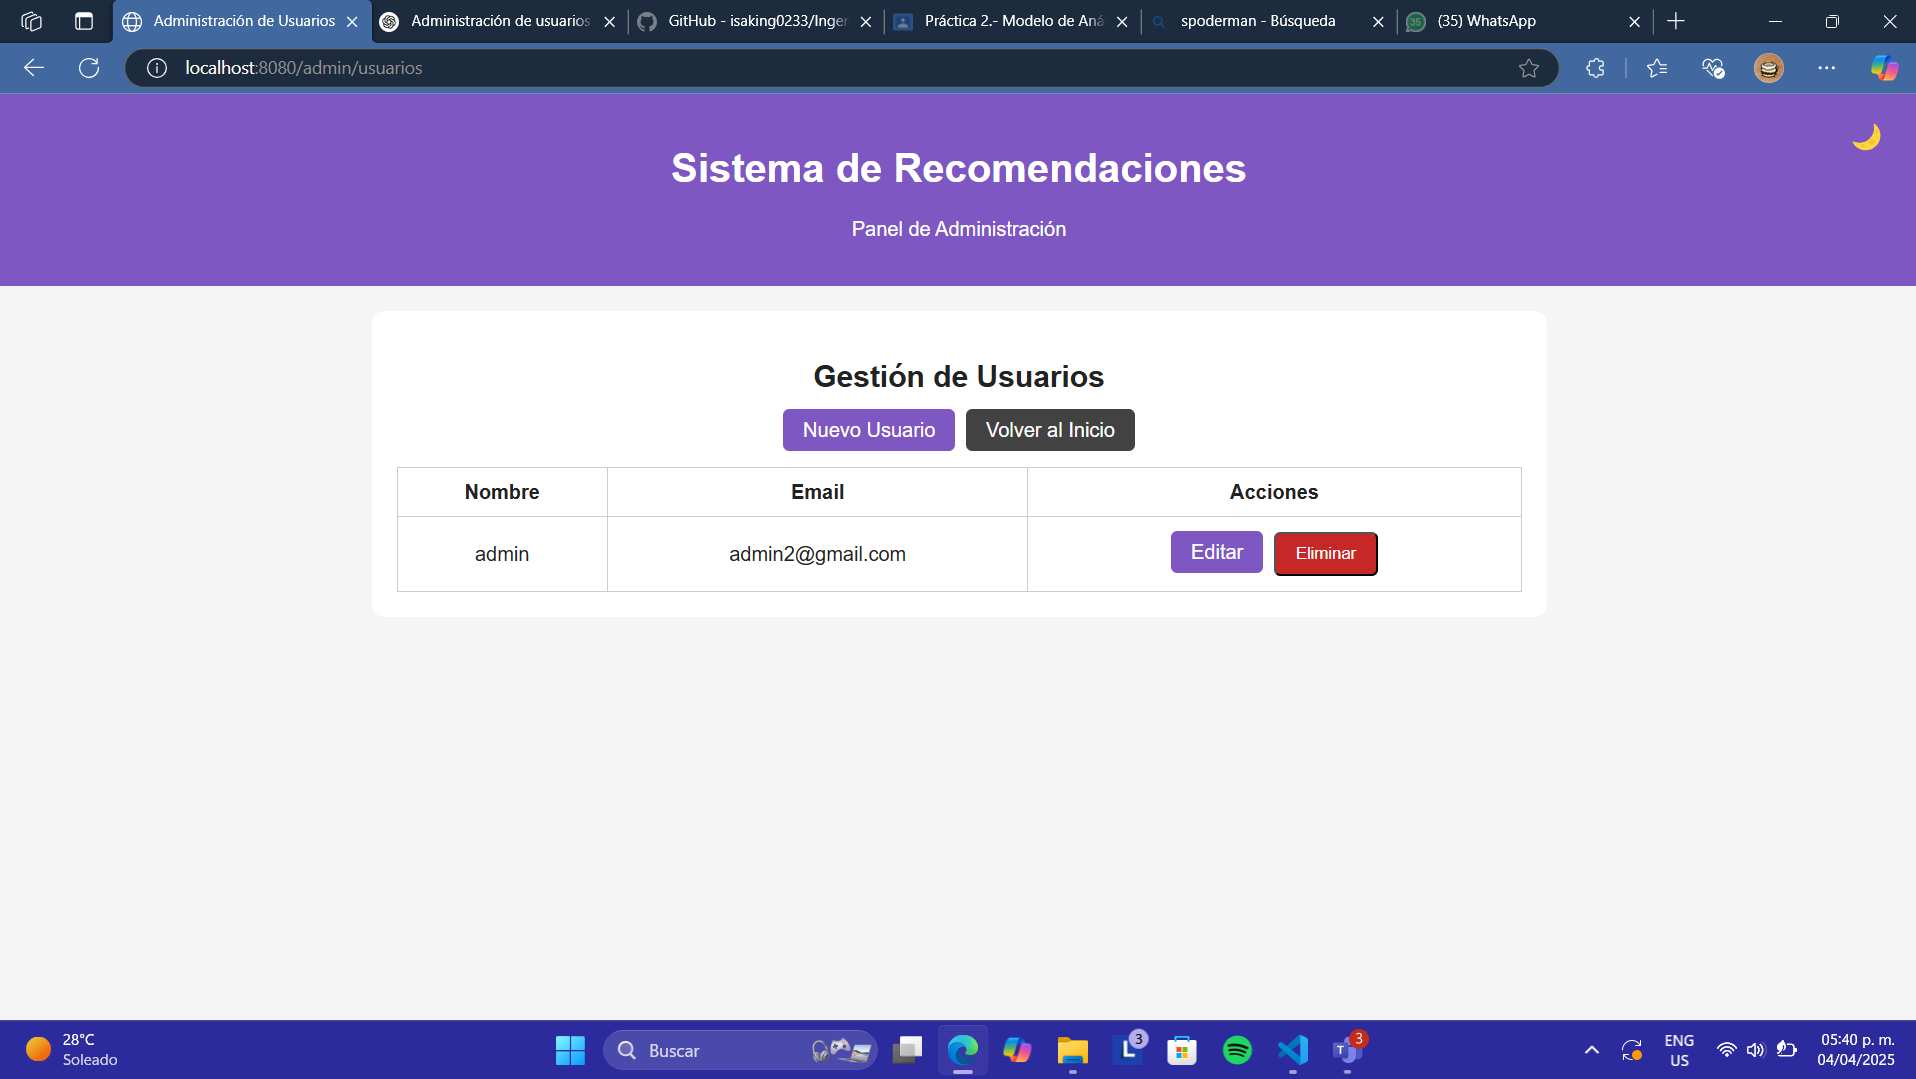 Administración de Usuarios
Administración de usuarios
GitHub - isaking0233/Inger
Práctica 2.- Modelo de Aná
spoderman - Búsqueda
35
(35) WhatsApp
localhost:8080/admin/usuarios
Sistema de Recomendaciones
Panel de Administración
Gestión de Usuarios
Nuevo Usuario
Volver al Inicio
Nombre
Email
Acciones
admin
admin2@gmail.com
Editar
Eliminar
28°C
Soleado
Buscar
L
3
T
3
ENG
US
05:40 p. m.
04/04/2025